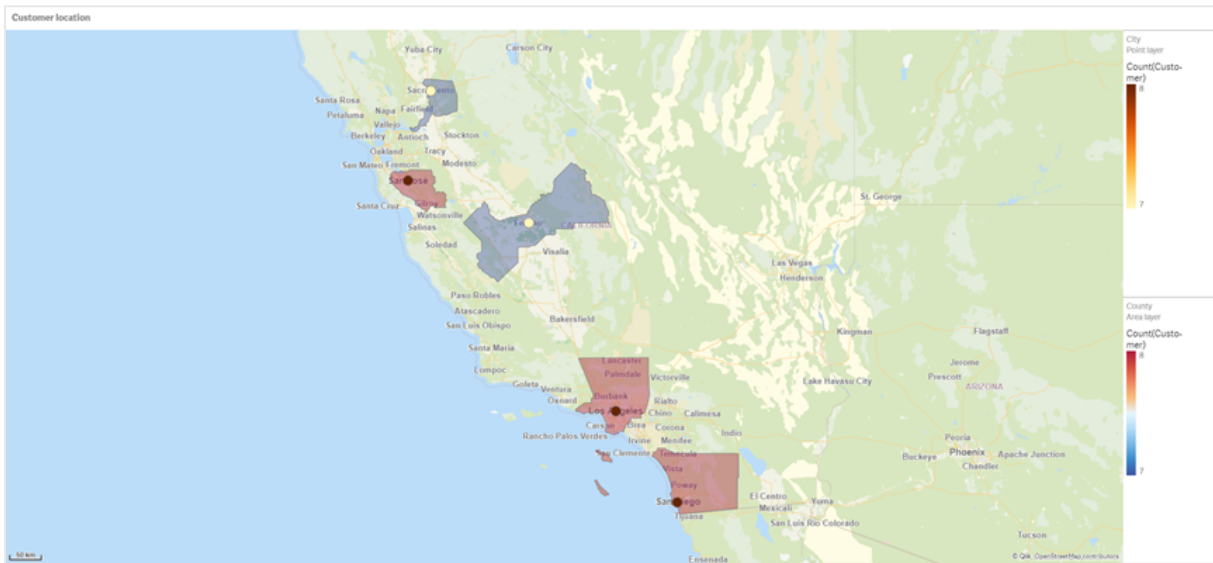 Customer location
City
Point layer
Count(Custo-
mer)
8
7
County
Area layer
Count(Custo-
mer)
8
7
Yuba City
Carson City
Santa Rosa
Napa
Fairfield
Petaluma
Vallejo
Berkeley
Antioch
Stockton
Oakland
Tracy
San Mateo
Fremont
Modesto
Gilroy
Santa Cruz
Watsonville
Salinas
CALIFORNIA
St. George
Soledad
Visalia
Las Vegas
Henderson
Paso Robles
Atascadero
San Luis Obispo
Bakersfield
Kingman
Flagstaff
Santa Maria
Lompoc
Lancaster
Palmdale
Victorville
Jerome
Prescott
ARIZONA
Lake Havasu City
Goleta
Ventura
Oxnard
Burbank
Rialto
Chino
Calimesa
Carson
Brea
Corona
Rancho Palos Verdes
Irvine
Menifee
Indio
Peoria
San Clemente
Temecula
Buckeye
Phoenix
Apache Junction
Chandler
Vista
Poway
El Centro
Yuma
Mexicali
Tijuana
San Luis Rio Colorado
Tucson
Ensenada
50 km
© Qlik, OpenStreetMap contributors